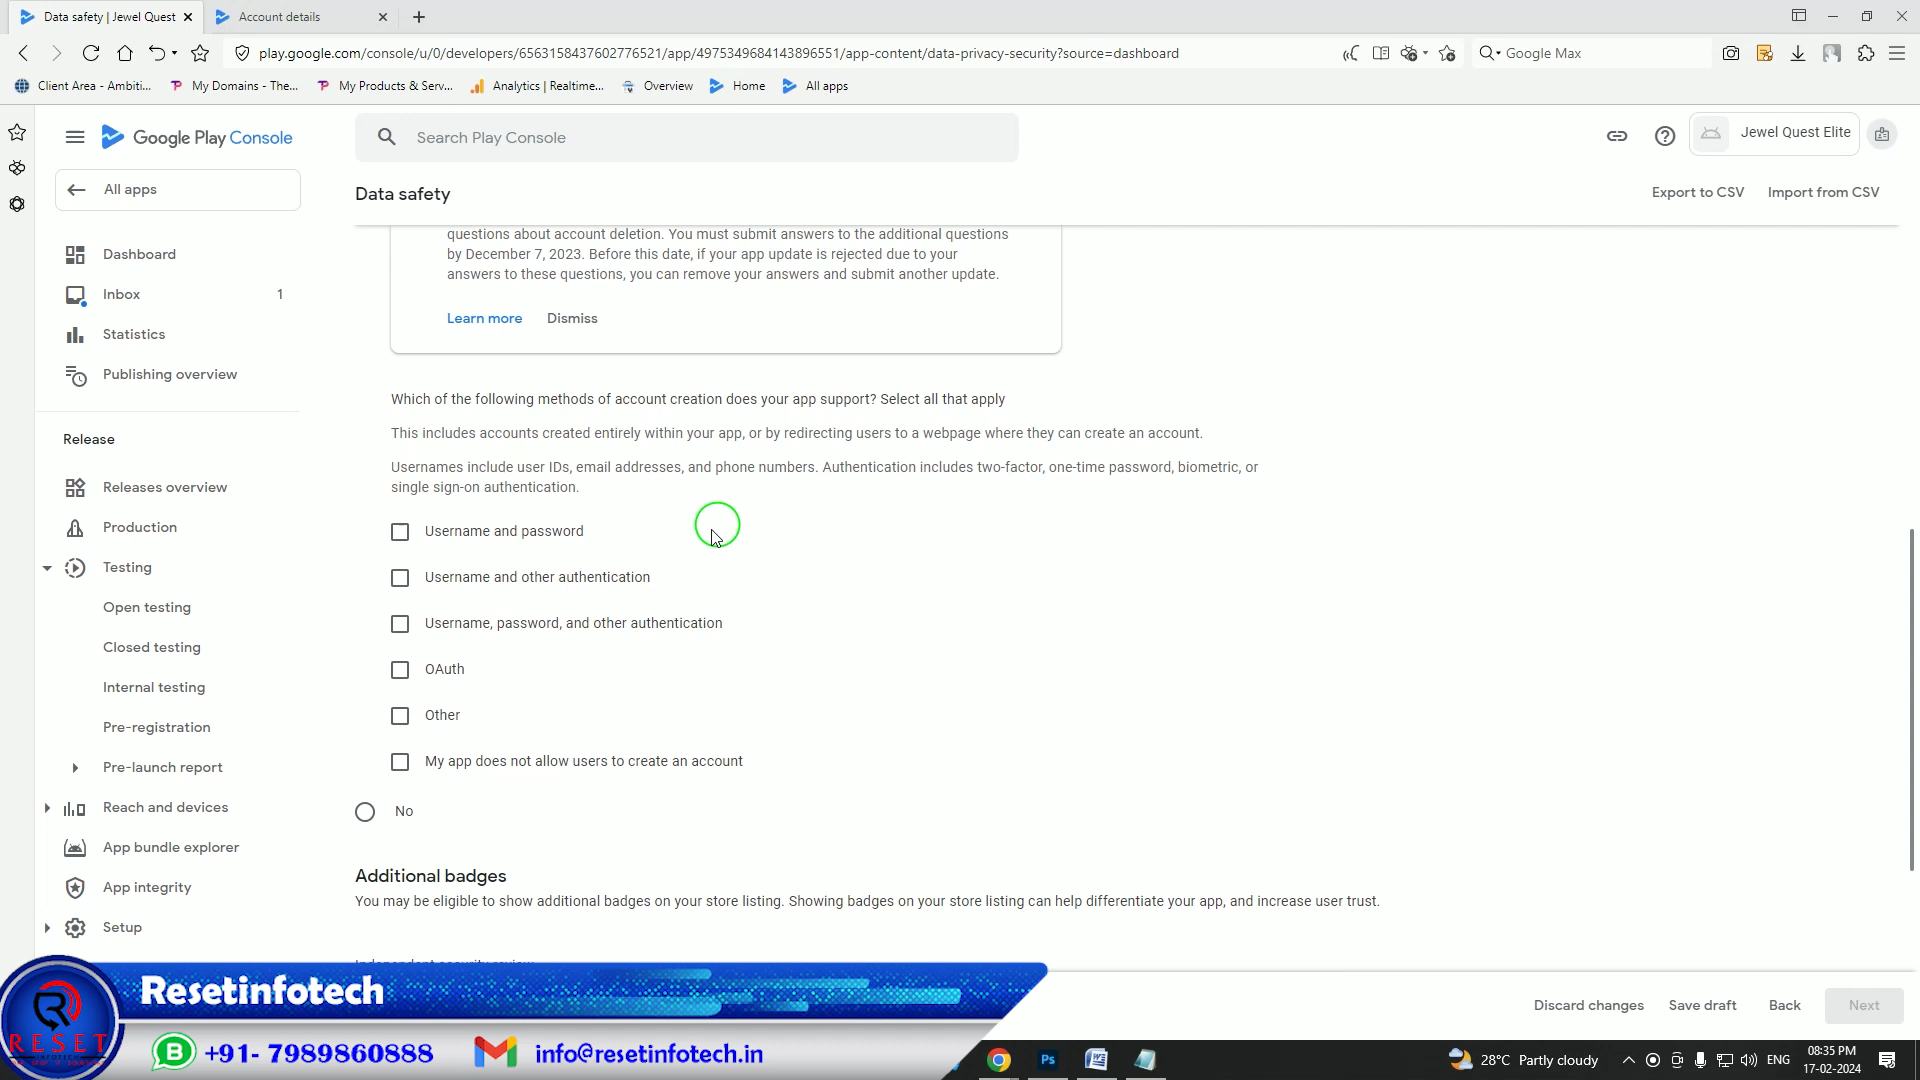 Data safety | Jewel Quest
Account details
play.google.com/console/u/0/developers/6563158437602776521/app/4975349684143896551/app-content/data-privacy-security?source=dashboard
Google Max
Client Area - Ambiti...
My Domains - The...
My Products & Serv...
Analytics | Realtime...
Overview
Home
All apps
Google Play Console
Search Play Console
Jewel Quest Elite
All apps
Data safety
Export to CSV
Import from CSV
Dashboard
Inbox
1
Statistics
Publishing overview
Release
Releases overview
Production
Testing
Open testing
Closed testing
Internal testing
Pre-registration
Pre-launch report
Reach and devices
App bundle explorer
App integrity
Setup
questions about account deletion. You must submit answers to the additional questions
by December 7, 2023. Before this date, if your app update is rejected due to your
answers to these questions, you can remove your answers and submit another update.
Learn more
Dismiss
Which of the following methods of account creation does your app support? Select all that apply
This includes accounts created entirely within your app, or by redirecting users to a webpage where they can create an account.
Usernames include user IDs, email addresses, and phone numbers. Authentication includes two-factor, one-time password, biometric, or
single sign-on authentication.
Username and password
Username and other authentication
Username, password, and other authentication
OAuth
Other
My app does not allow users to create an account
No
Additional badges
You may be eligible to show additional badges on your store listing. Showing badges on your store listing can help differentiate your app, and increase user trust.
Discard changes
Save draft
Back
Next
Resetinfotech
RESET
+91- 7989860888
info@resetinfotech.in
Ps
28°C Partly cloudy
ENG
08:35 PM
17-02-2024